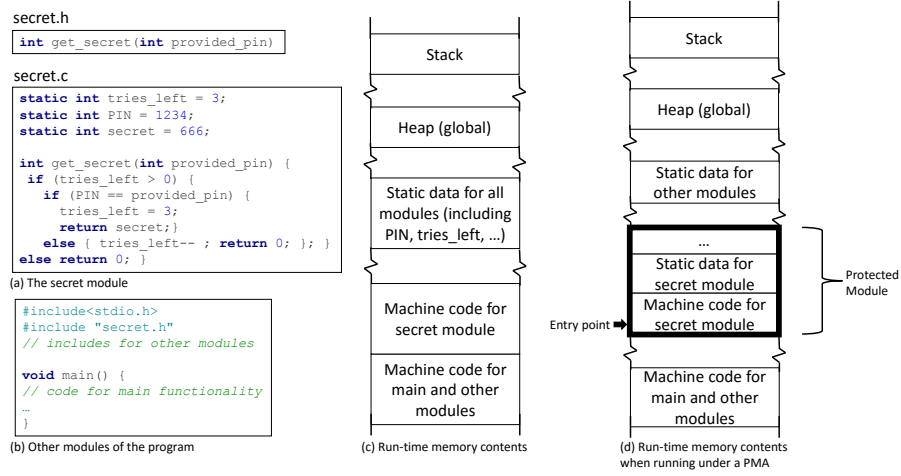 secret.h
int get_secret(int provided_pin)
secret.c
static int tries_left = 3;
static int PIN = 1234;
static int secret = 666;
int get_secret(int provided_pin) {
if (tries_left > 0) {
if (PIN == provided_pin) {
tries_left = 3;
return secret;}
else { tries_left-- ; return 0; }; }
else return 0; }
(a) The secret module
#include<stdio.h>
#include "secret.h"
// includes for other modules
void main() {
// code for main functionality
…
}
(b) Other modules of the program
Stack
Heap (global)
Static data for all
modules (including
PIN, tries_left, …)
Machine code for
secret module
Machine code for
main and other
modules
(c) Run-time memory contents
Stack
Heap (global)
Static data for
other modules
…
Static data for
secret module
Machine code for
secret module
Entry point
Protected
Module
Machine code for
main and other
modules
(d) Run-time memory contents
when running under a PMA